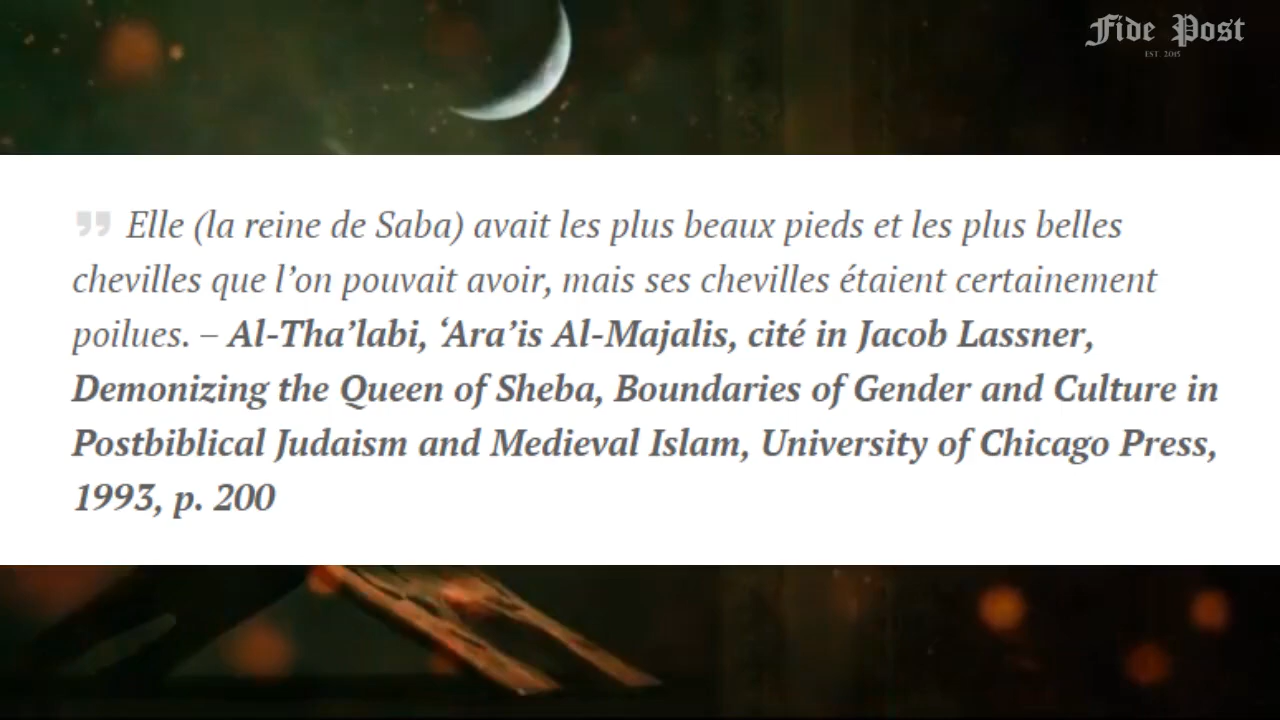 Fide Post
EST. 2015
” Elle (la reine de Saba) avait les plus beaux pieds et les plus belles
chevilles que l’on pouvait avoir, mais ses chevilles étaient certainement
poilues. – Al-Tha’labi, ‘Ara’is Al-Majalis, cité in Jacob Lassner,
Demonizing the Queen of Sheba, Boundaries of Gender and Culture in
Postbiblical Judaism and Medieval Islam, University of Chicago Press,
1993, p. 200